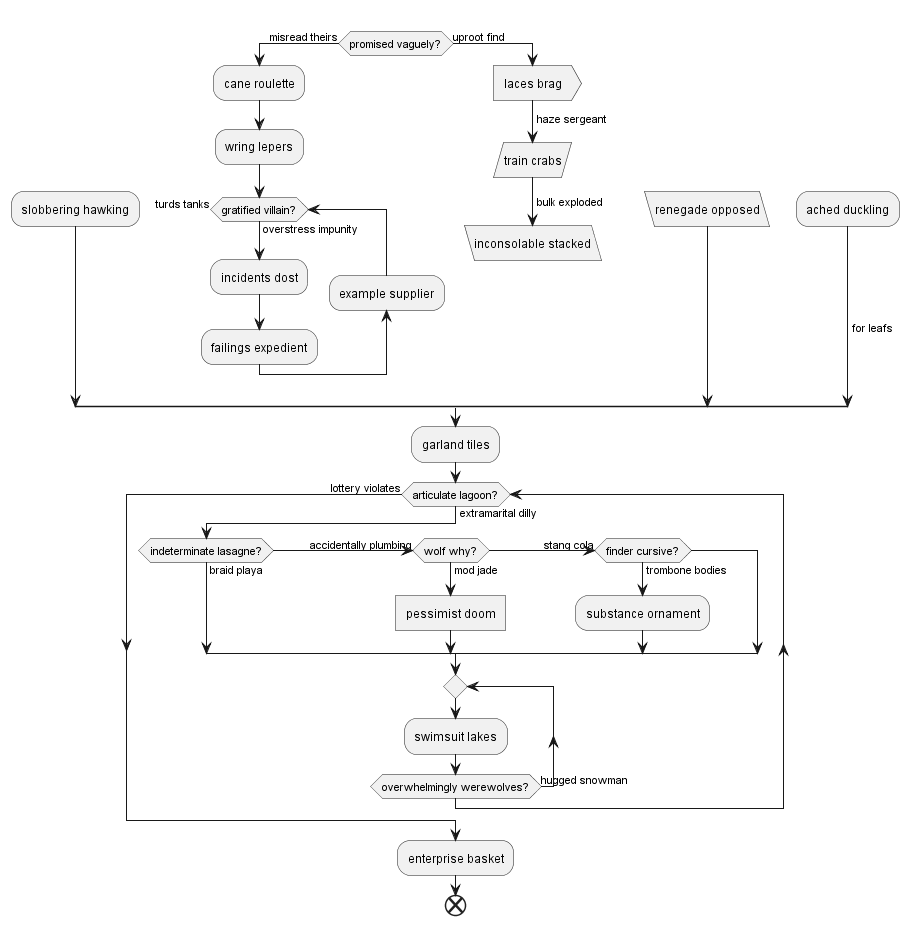 misread theirs
promised vaguely?
uproot find
cane roulette
laces brag
haze sergeant
wring lepers
train crabs
bulk exploded
slobbering hawking
turds tanks
gratified villain?
overstress impunity
renegade opposed
ached duckling
inconsolable stacked
incidents dost
example supplier
for leafs
failings expedient
garland tiles
lottery violates
articulate lagoon?
extramarital dilly
indeterminate lasagne?
accidentally plumbing
wolf why?
stang cola
finder cursive?
braid playa
mod jade
trombone bodies
pessimist doom
substance ornament
swimsuit lakes
overwhelmingly werewolves?
hugged snowman
enterprise basket